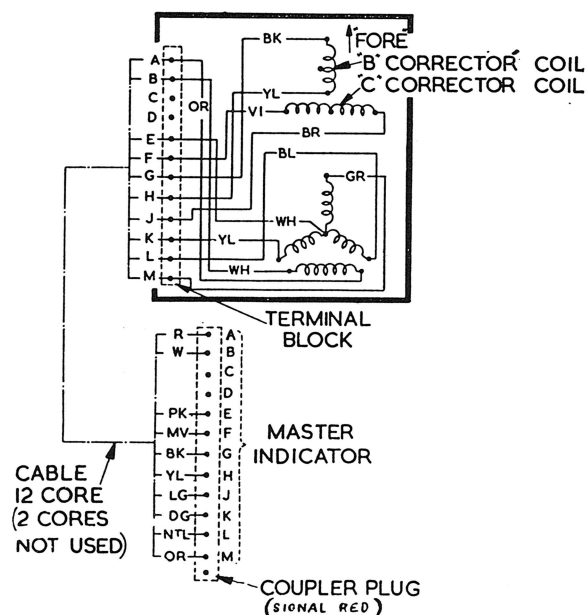 "FORE"
"B" CORRECTOR COIL
"C" CORRECTOR COIL
BK
YL
VI
BR
BL
GR
OR
WH
YL
WH
A
B
C
D
E
F
G
H
J
K
L
M
TERMINAL
BLOCK
R A
W B
C
D
PK E
MV F
BK G
YL H
LG J
DG K
NTL L
OR M
MASTER
INDICATOR
CABLE
12 CORE
(2 CORES
NOT USED)
COUPLER PLUG
(SIGNAL RED)